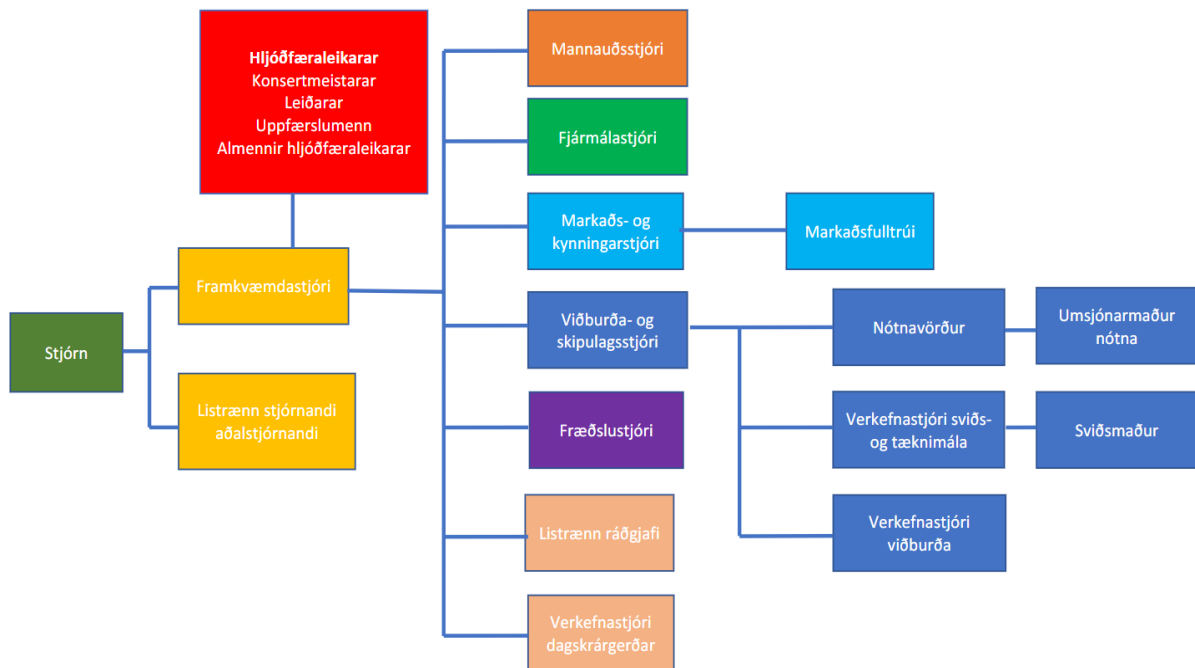 Hljóðfæraleikarar
Konsertmeistarar
Leiðarar
Uppfærslumenn
Almennir hljóðfæraleikarar
Stjórn
Framkvæmdastjóri
Listrænn stjórnandi
aðalstjórnandi
Mannauðsstjóri
Fjármálastjóri
Markaðs- og
kynningarstjóri
Markaðsfulltrúi
Viðburða- og
skipulagsstjóri
Nótnavörður
Umsjónarmaður
nótna
Verkefnastjóri sviðs-
og tæknimála
Sviðsmaður
Verkefnastjóri
viðburða
Fræðslustjóri
Listrænn ráðgjafi
Verkefnastjóri
dagskrárgerðar